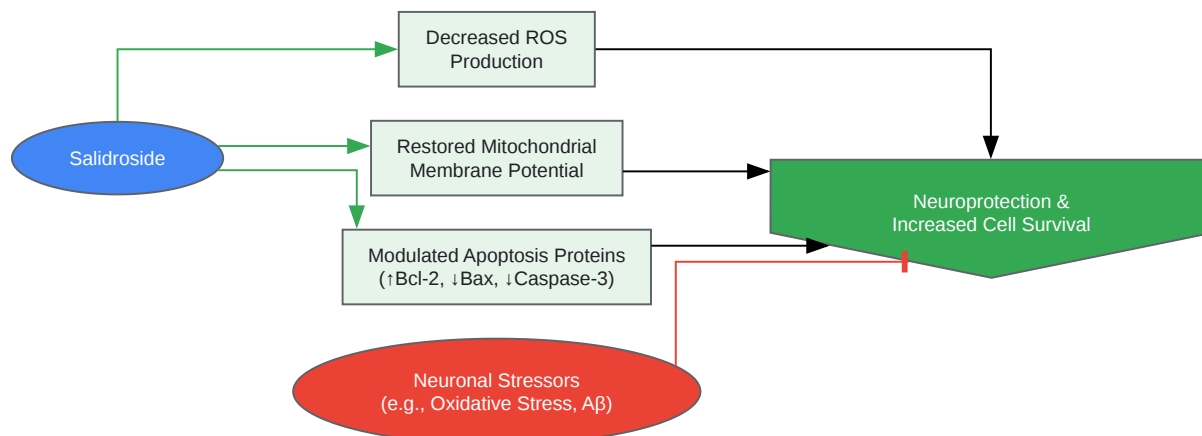 Decreased ROS
Production
Salidroside
Restored Mitochondrial
Membrane Potential
Neuroprotection &
Increased Cell Survival
Modulated Apoptosis Proteins
(↑Bcl-2, ↓Bax, ↓Caspase-3)
Neuronal Stressors
(e.g., Oxidative Stress, Aβ)